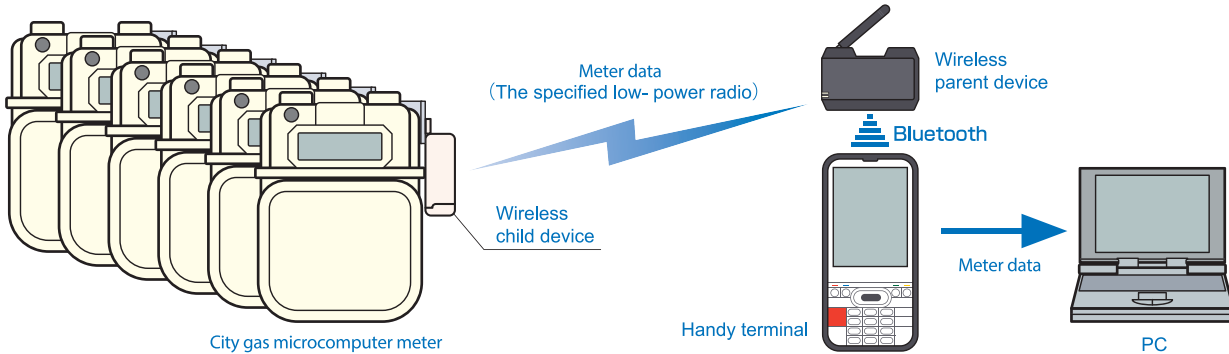 Meter data
（The specified low- power radio）
Wireless
parent device
Bluetooth
Wireless
child device
Meter data
City gas microcomputer meter
Handy terminal
PC